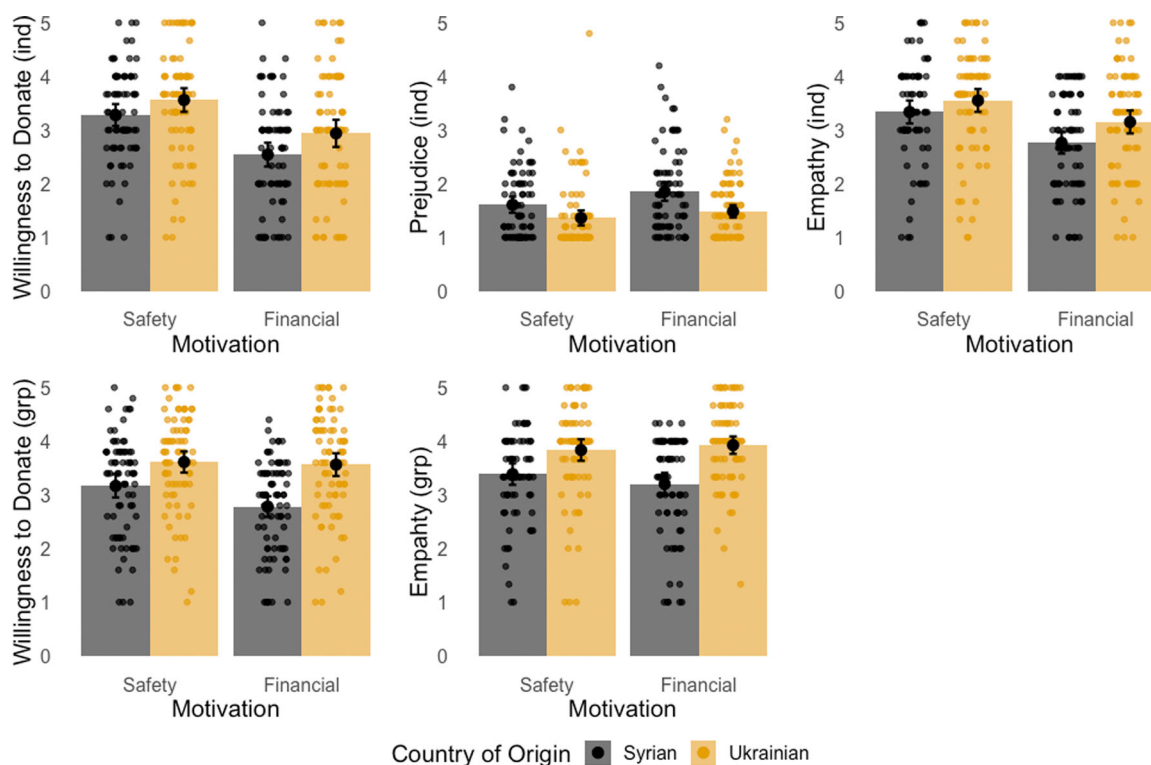 Willingness to Donate (ind)
5
4
3
2
1
0
Safety
Financial
Motivation
Prejudice (ind)
5
4
3
2
1
0
Safety
Financial
Motivation
Empathy (ind)
5
4
3
2
1
0
Safety
Financial
Motivation
Willingness to Donate (grp)
5
4
3
2
1
0
Safety
Financial
Motivation
Empahty (grp)
5
4
3
2
1
0
Safety
Financial
Motivation
Country of Origin Syrian Ukrainian